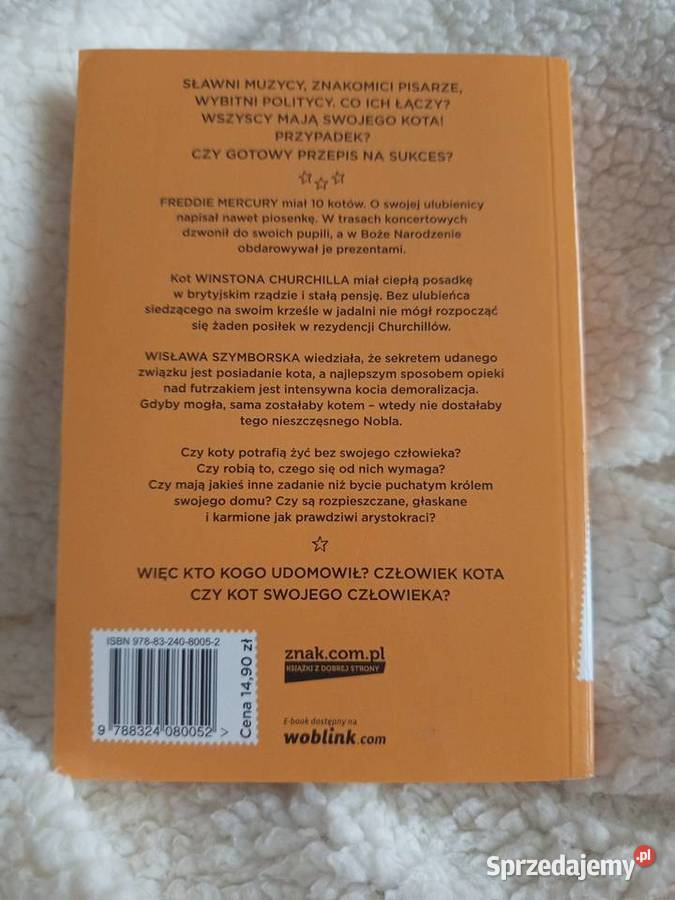 SŁAWNI MUZYCY, ZNAKOMICI PISARZE,
WYBITNI POLITYCY. CO ICH ŁĄCZY?
WSZYSCY MAJĄ SWOJEGO KOTA!
PRZYPADEK?
CZY GOTOWY PRZEPIS NA SUKCES?
FREDDIE MERCURY miał 10 kotów. O swojej ulubienicy
napisał nawet piosenkę. W trasach koncertowych
dzwonił do swoich pupili, a w Boże Narodzenie
obdarowywał je prezentami.
Kot WINSTONA CHURCHILLA miał ciepłą posadkę
w brytyjskim rządzie i stałą pensję. Bez ulubieńca
siedzącego na swoim krześle w jadalni nie mógł rozpocząć
się żaden posiłek w rezydencji Churchillów.
WISŁAWA SZYMBORSKA wiedziała, że sekretem udanego
związku jest posiadanie kota, a najlepszym sposobem opieki
nad futrzakiem jest intensywna kocia demoralizacja.
Gdyby mogła, sama zostałaby kotem – wtedy nie dostałaby
tego nieszczęsnego Nobla.
Czy koty potrafią żyć bez swojego człowieka?
Czy robią to, czego się od nich wymaga?
Czy mają jakieś inne zadanie niż bycie puchatym królem
swojego domu? Czy są rozpieszczane, głaskane
i karmione jak prawdziwi arystokraci?
WIĘC KTO KOGO UDOMOWIŁ? CZŁOWIEK KOTA
CZY KOT SWOJEGO CZŁOWIEKA?
ISBN 978-83-240-8005-2
9 788324 080052 >
Cena 14,90 zł
znak.com.pl
KSIĄŻKI Z DOBREJ STRONY
E-book dostępny na
woblink.com
Sprzedajemy.pl